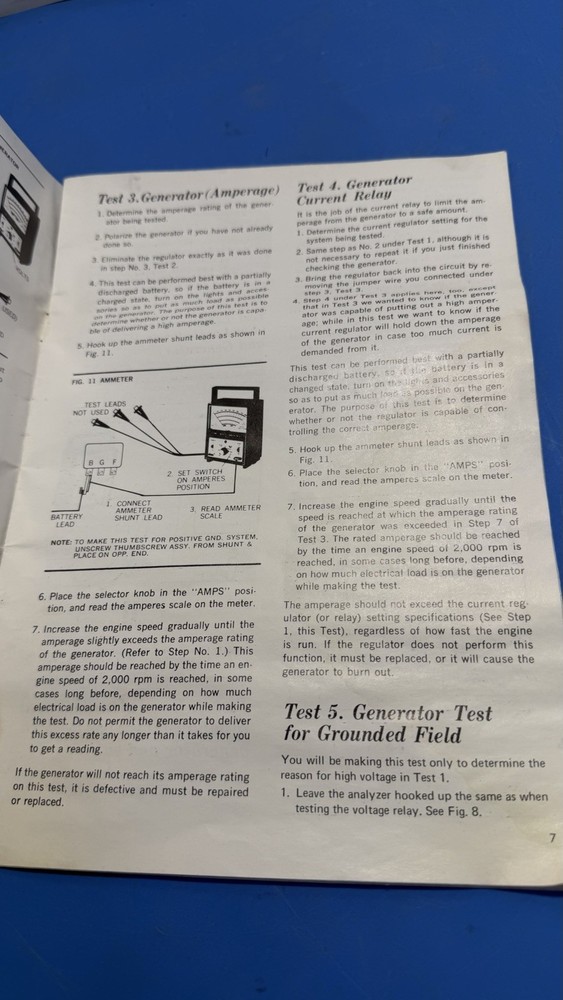 ERATOR
VOLTS
Test 3. Generator (Amperage)
1. Determine the amperage rating of the gener-
ator being tested.
2. Polarize the generator if you have not already
done so.
3. Eliminate the regulator exactly as it was done
in step No. 3, Test 2.
4. This test can be performed best with a partially
discharged battery, so if the battery is in a
charged state, turn on the lights and acces-
sories so as to put as much load as possible
on the generator. The purpose of this test is to
determine whether or not the generator is capa-
ble of delivering a high amperage.
5. Hook up the ammeter shunt leads as shown in
Fig. 11.
FIG. 11 AMMETER
TEST LEADS
NOT USED
B G F
2. SET SWITCH
ON AMPERES
POSITION
BATTERY
LEAD
1. CONNECT
AMMETER
SHUNT LEAD
3. READ AMMETER
SCALE
NOTE: TO MAKE THIS TEST FOR POSITIVE GND. SYSTEM,
UNSCREW THUMBSCREW ASSY. FROM SHUNT &
PLACE ON OPP. END.
6. Place the selector knob in the "AMPS" posi-
tion, and read the amperes scale on the meter.
7. Increase the engine speed gradually until the
amperage slightly exceeds the amperage rating
of the generator. (Refer to Step No. 1.) This
amperage should be reached by the time an en-
gine speed of 2,000 rpm is reached, in some
cases long before, depending on how much
electrical load is on the generator while making
the test. Do not permit the generator to deliver
this excess rate any longer than it takes for you
to get a reading.
If the generator will not reach its amperage rating
on this test, it is defective and must be repaired
or replaced.
Test 4. Generator
Current Relay
It is the job of the current relay to limit the am-
perage from the generator to a safe amount.
1. Determine the current regulator setting for the
system being tested.
2. Same step as No. 2 under Test 1, although it is
not necessary to repeat it if you just finished
checking the generator.
3. Bring the regulator back into the circuit by re-
moving the jumper wire you connected under
step 3, Test 3.
4. Step 4 under Test 3 applies here, too, except
that in Test 3 we wanted to know if the gener-
ator was capable of putting out a high amper-
age; while in this test we want to know if the
current regulator will hold down the amperage
of the generator in case too much current is
demanded from it.
This test can be performed best with a partially
discharged battery, so if the battery is in a
charged state, turn on the lights and accessories
so as to put as much load as possible on the gen-
erator. The purpose of this test is to determine
whether or not the regulator is capable of con-
trolling the correct amperage.
5. Hook up the ammeter shunt leads as shown in
Fig. 11.
6. Place the selector knob in the "AMPS" posi-
tion, and read the amperes scale on the meter.
7. Increase the engine speed gradually until the
speed is reached at which the amperage rating
of the generator was exceeded in Step 7 of
Test 3. The rated amperage should be reached
by the time an engine speed of 2,000 rpm is
reached, in some cases long before, depending
on how much electrical load is on the generator
while making the test.
The amperage should not exceed the current reg-
ulator (or relay) setting specifications (See Step
1, this Test), regardless of how fast the engine
is run. If the regulator does not perform this
function, it must be replaced, or it will cause the
generator to burn out.
Test 5. Generator Test
for Grounded Field
You will be making this test only to determine the
reason for high voltage in Test 1.
1. Leave the analyzer hooked up the same as when
testing the voltage relay. See Fig. 8.
7